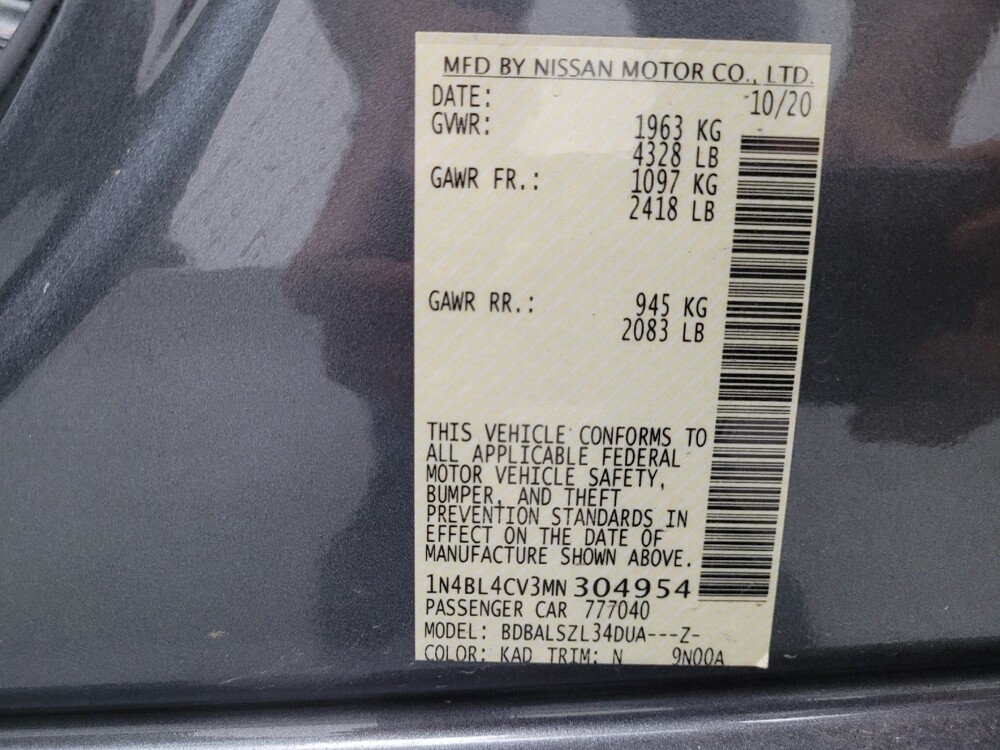 MFD BY NISSAN MOTOR CO., LTD.
DATE: 10/20
GVWR: 1963 KG
4328 LB
GAWR FR.: 1097 KG
2418 LB
GAWR RR.: 945 KG
2083 LB
THIS VEHICLE CONFORMS TO
ALL APPLICABLE FEDERAL
MOTOR VEHICLE SAFETY,
BUMPER, AND THEFT
PREVENTION STANDARDS IN
EFFECT ON THE DATE OF
MANUFACTURE SHOWN ABOVE.
1N4BL4CV3MN 304954
PASSENGER CAR 777040
MODEL: BDBALSZL34DUA---Z-
COLOR: KAD TRIM: N 9N00A